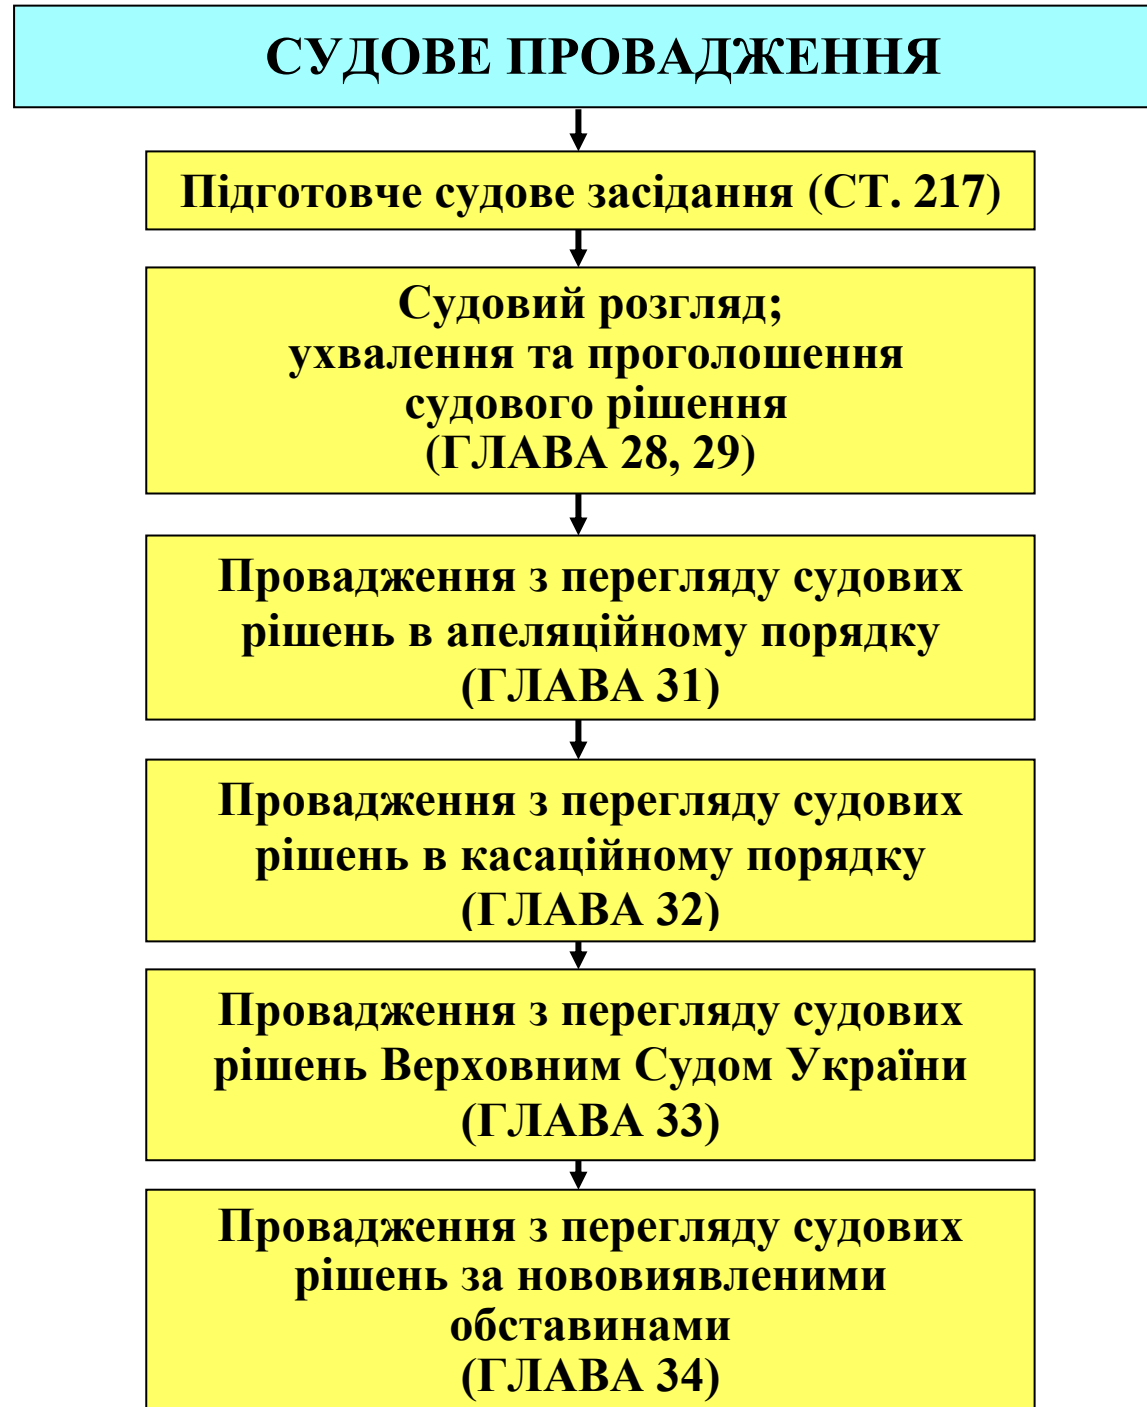 СУДОВЕ ПРОВАДЖЕННЯ
Підготовче судове засідання (СТ. 217)
Судовий розгляд;
ухвалення та проголошення
судового рішення
(ГЛАВА 28, 29)
Провадження з перегляду судових
рішень в апеляційному порядку
(ГЛАВА 31)
Провадження з перегляду судових
рішень в касаційному порядку
(ГЛАВА 32)
Провадження з перегляду судових
рішень Верховним Судом України
(ГЛАВА 33)
Провадження з перегляду судових
рішень за нововиявленими
обставинами
(ГЛАВА 34)